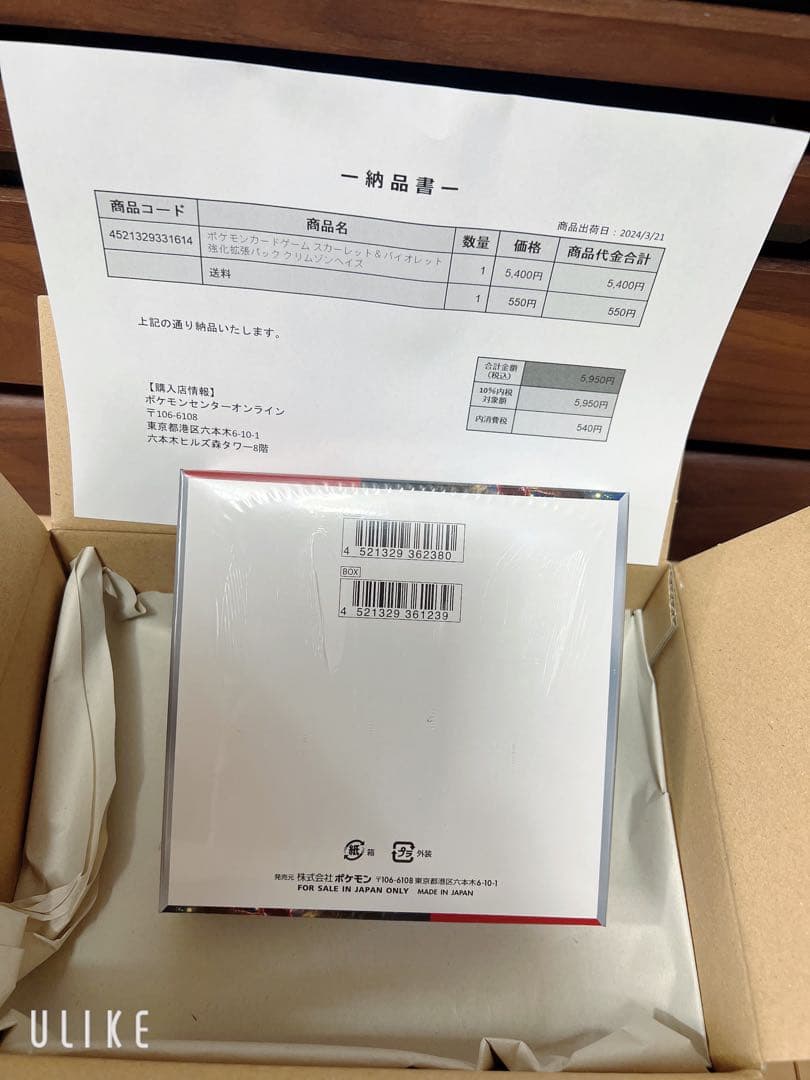 ー納品書ー
商品出荷日：2024/3/21
商品コード 商品名 数量 価格 商品代金合計
4521329331614 ポケモンカードゲーム スカーレット＆バイオレット 強化拡張パック クリムゾンヘイズ 1 5,400円 5,400円
送料 1 550円 550円
上記の通り納品いたします。
合計金額（税込） 5,950円
10％内税対象額 5,950円
内消費税 540円
【購入店情報】
ポケモンセンターオンライン
〒106-6108
東京都港区六本木6-10-1
六本木ヒルズ森タワー8階
4 521329 362380
BOX
4 521329 361239
紙 箱 プラ 外装
発売元 株式会社ポケモン 〒106-6108 東京都港区六本木6-10-1
FOR SALE IN JAPAN ONLY MADE IN JAPAN
ULIKE